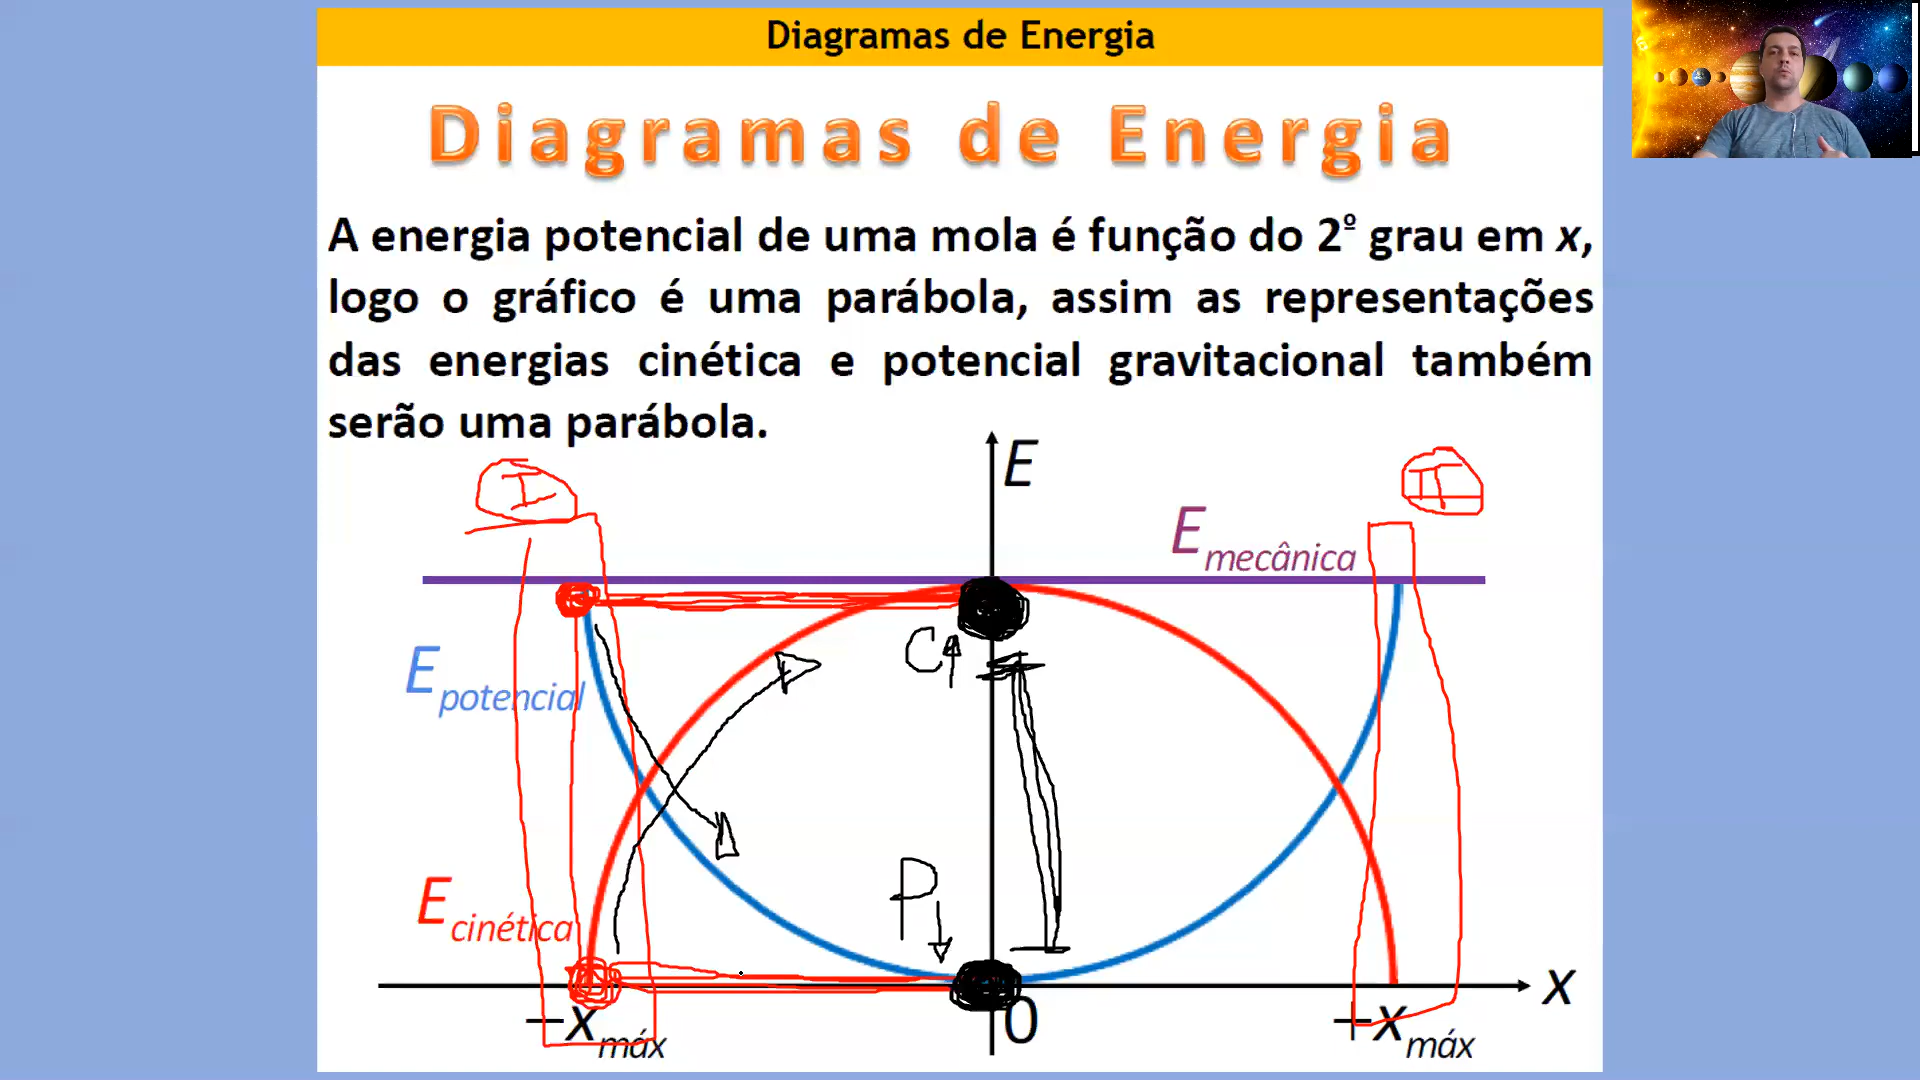 Diagramas de Energia
Diagramas de Energia
A energia potencial de uma mola é função do 2º grau em x,
logo o gráfico é uma parábola, assim as representações
das energias cinética e potencial gravitacional também
serão uma parábola.
E
I
II
E mecânica
C
E potencial
P
E cinética
x
−x máx
0
+x máx